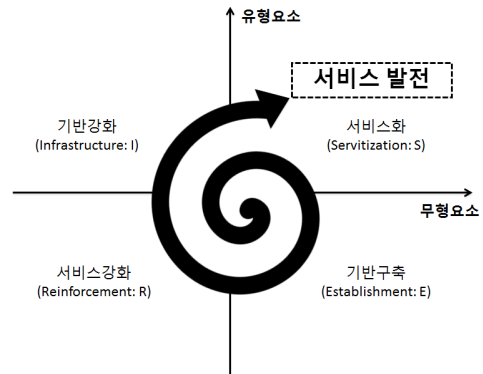 유형요소
서비스 발전
기반강화
(Infrastructure: I)
서비스화
(Servitization: S)
무형요소
서비스강화
(Reinforcement: R)
기반구축
(Establishment: E)